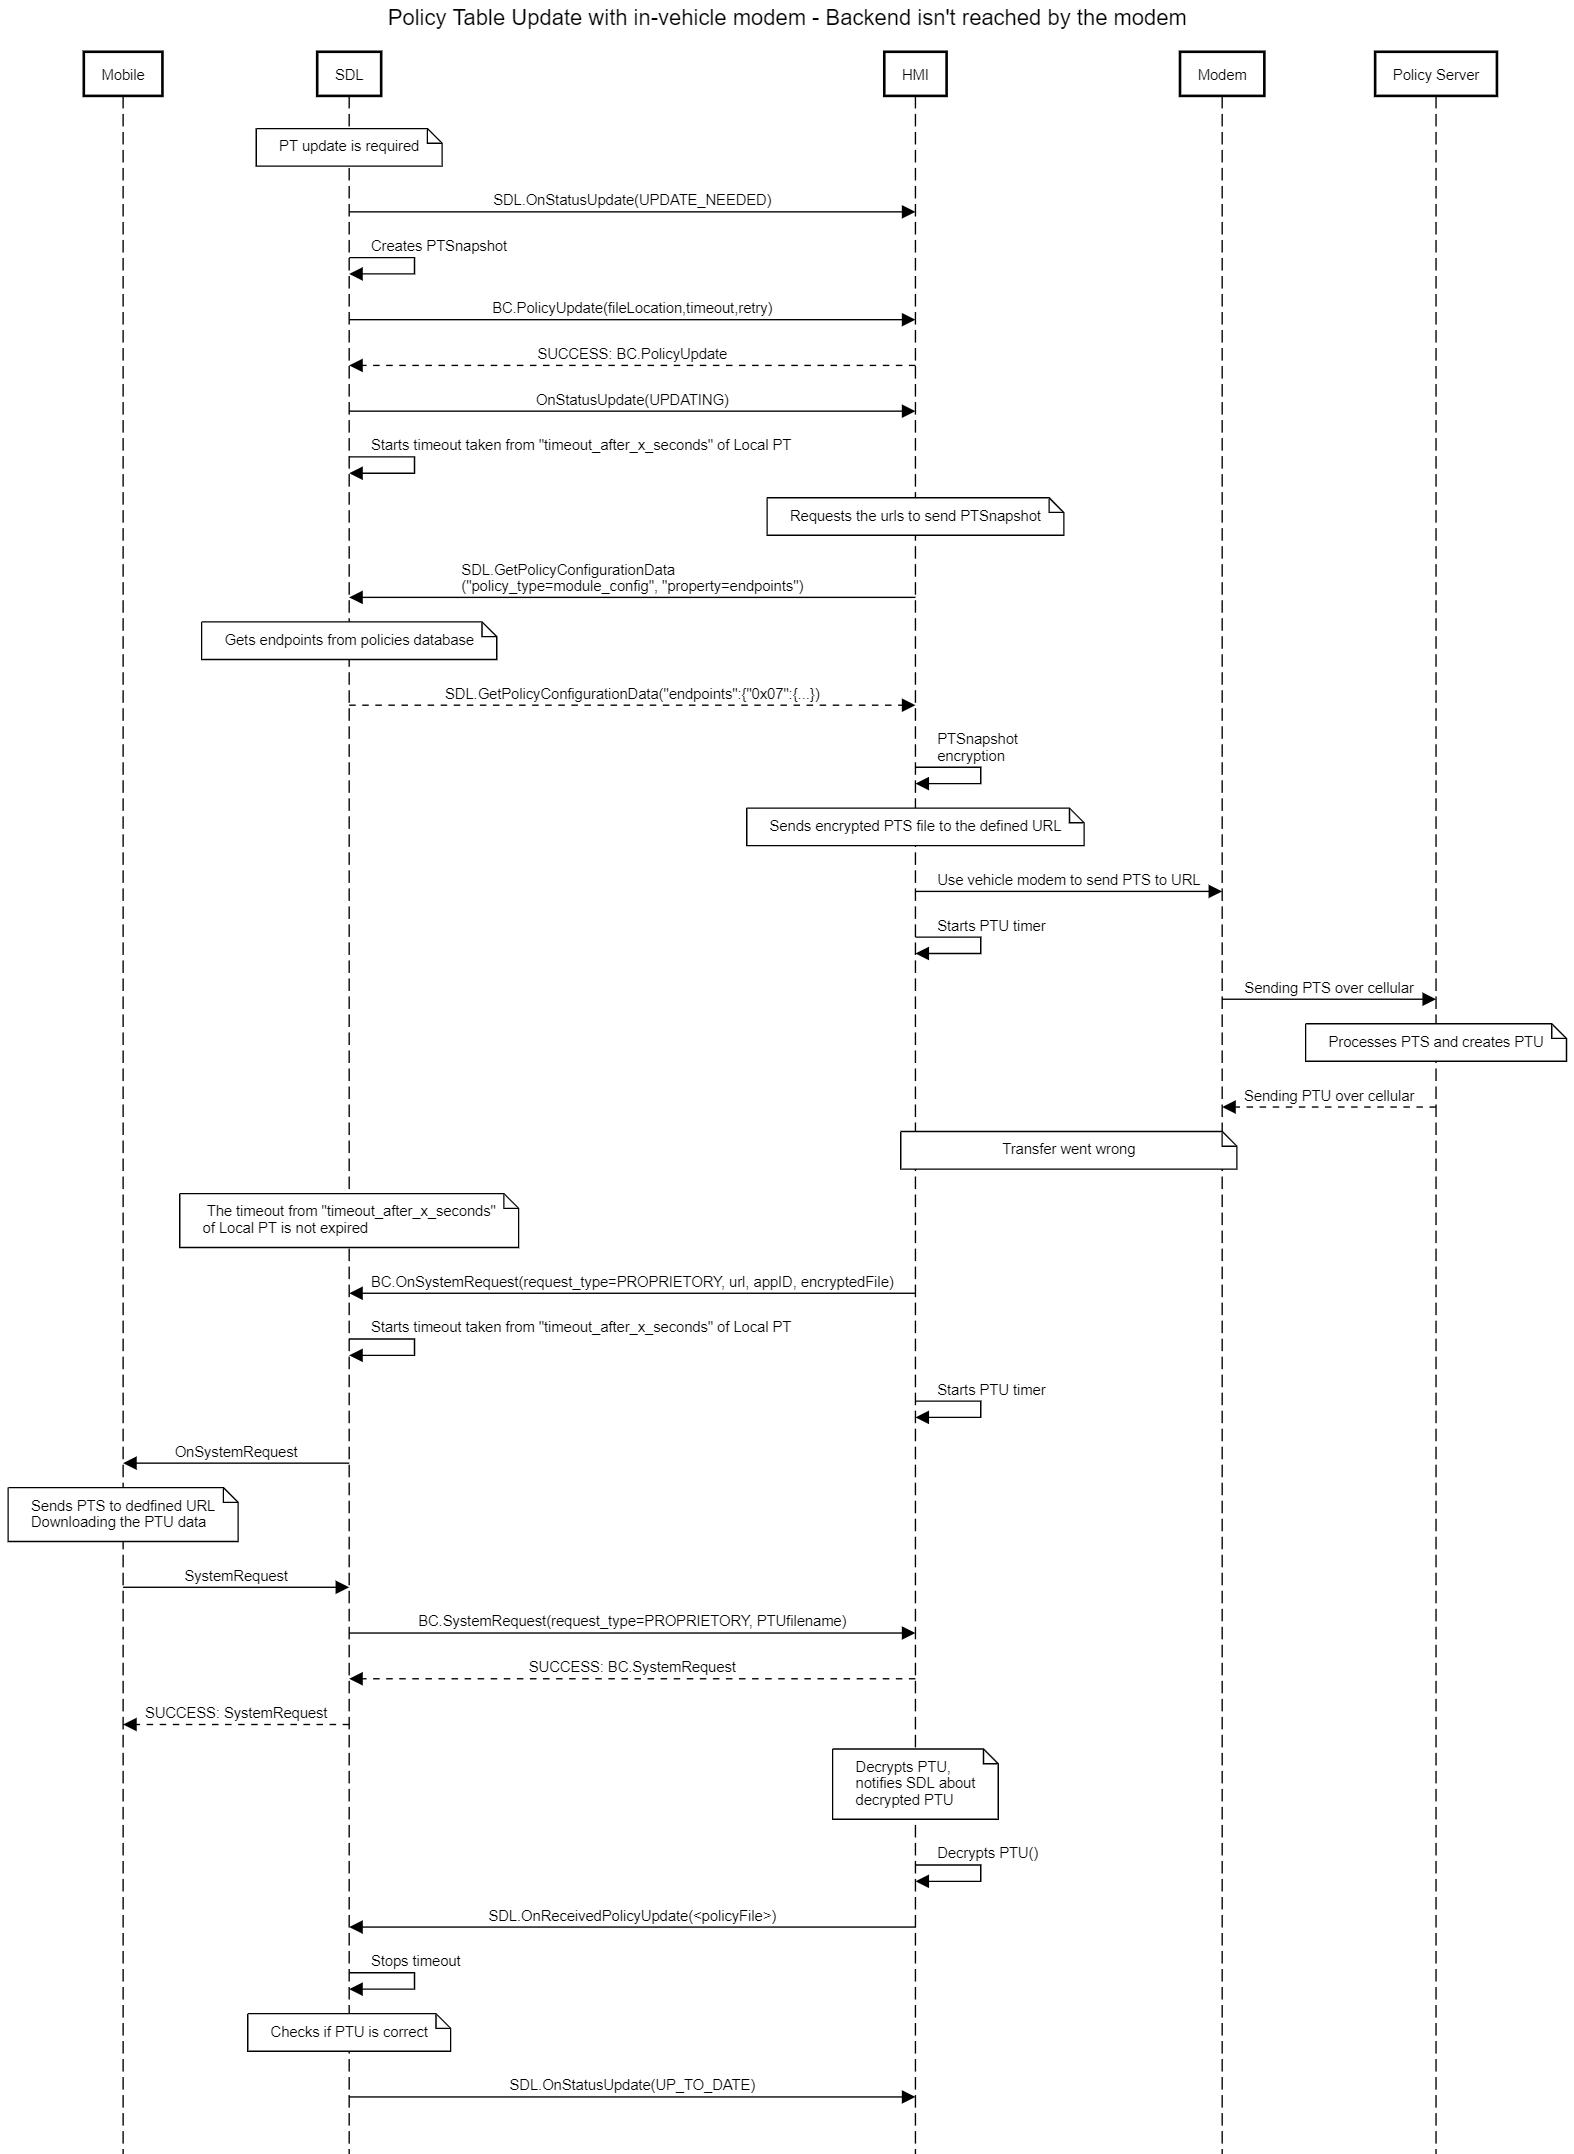 Policy Table Update with in-vehicle modem - Backend isn't reached by the modem
Mobile
SDL
HMI
Modem
Policy Server
PT update is required
SDL.OnStatusUpdate(UPDATE_NEEDED)
Creates PTSnapshot
BC.PolicyUpdate(fileLocation,timeout,retry)
SUCCESS: BC.PolicyUpdate
OnStatusUpdate(UPDATING)
Starts timeout taken from "timeout_after_x_seconds" of Local PT
Requests the urls to send PTSnapshot
SDL.GetPolicyConfigurationData
("policy_type=module_config", "property=endpoints")
Gets endpoints from policies database
SDL.GetPolicyConfigurationData("endpoints":{"0x07":{...})
PTSnapshot
encryption
Sends encrypted PTS file to the defined URL
Use vehicle modem to send PTS to URL
Starts PTU timer
Sending PTS over cellular
Processes PTS and creates PTU
Sending PTU over cellular
Transfer went wrong
The timeout from "timeout_after_x_seconds"
of Local PT is not expired
BC.OnSystemRequest(request_type=PROPRIETORY, url, appID, encryptedFile)
Starts timeout taken from "timeout_after_x_seconds" of Local PT
Starts PTU timer
OnSystemRequest
Sends PTS to dedfined URL
Downloading the PTU data
SystemRequest
BC.SystemRequest(request_type=PROPRIETORY, PTUfilename)
SUCCESS: BC.SystemRequest
SUCCESS: SystemRequest
Decrypts PTU,
notifies SDL about
decrypted PTU
Decrypts PTU()
SDL.OnReceivedPolicyUpdate(<policyFile>)
Stops timeout
Checks if PTU is correct
SDL.OnStatusUpdate(UP_TO_DATE)